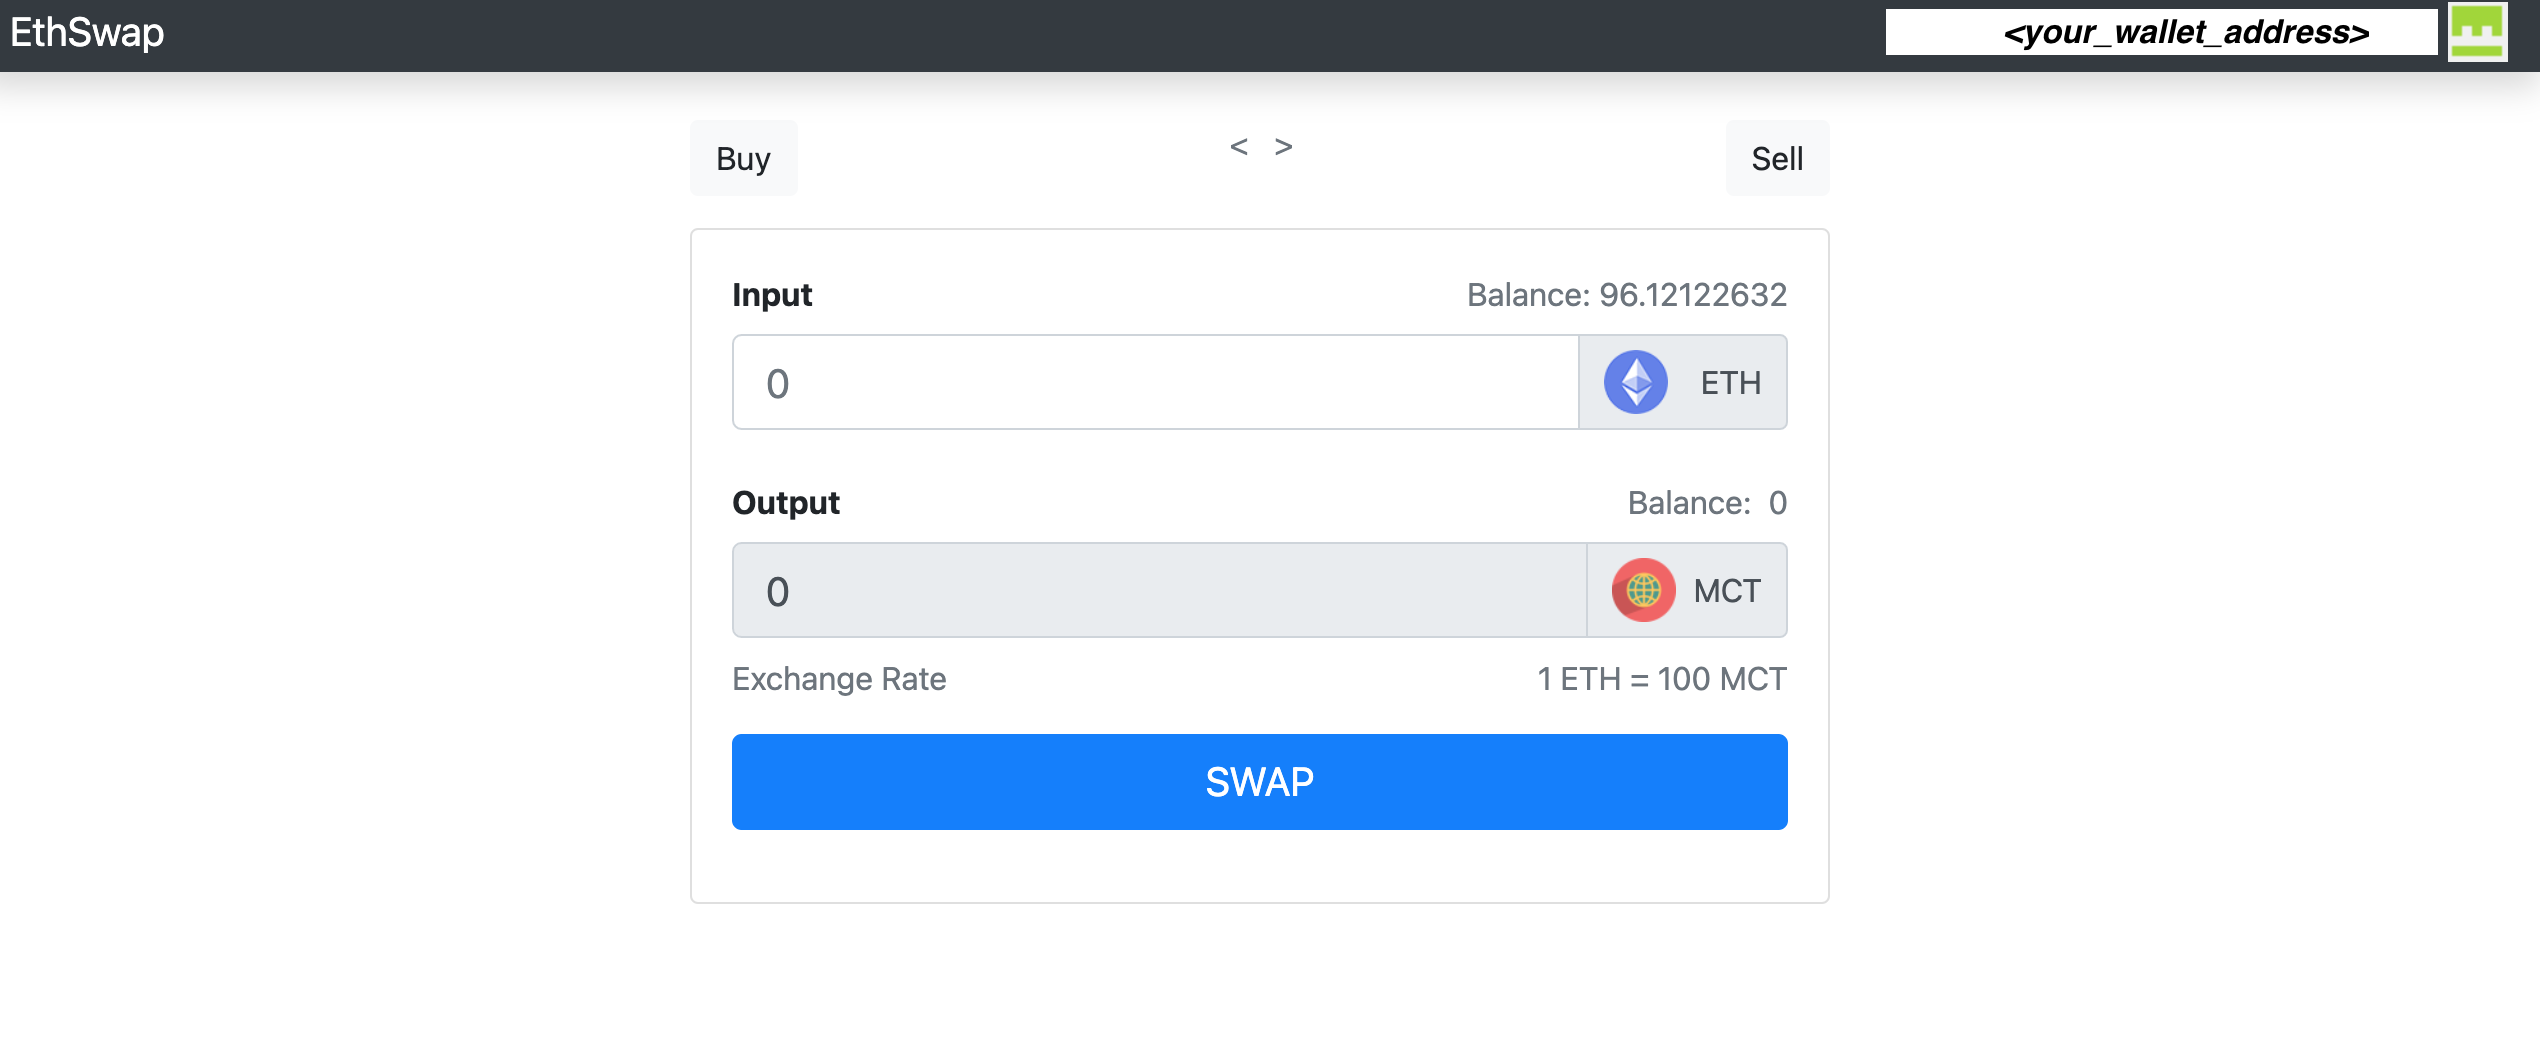 EthSwap
<your_wallet_address>
Buy
< >
Sell
Input
Balance: 96.12122632
0
ETH
Output
Balance: 0
0
MCT
Exchange Rate
1 ETH = 100 MCT
SWAP